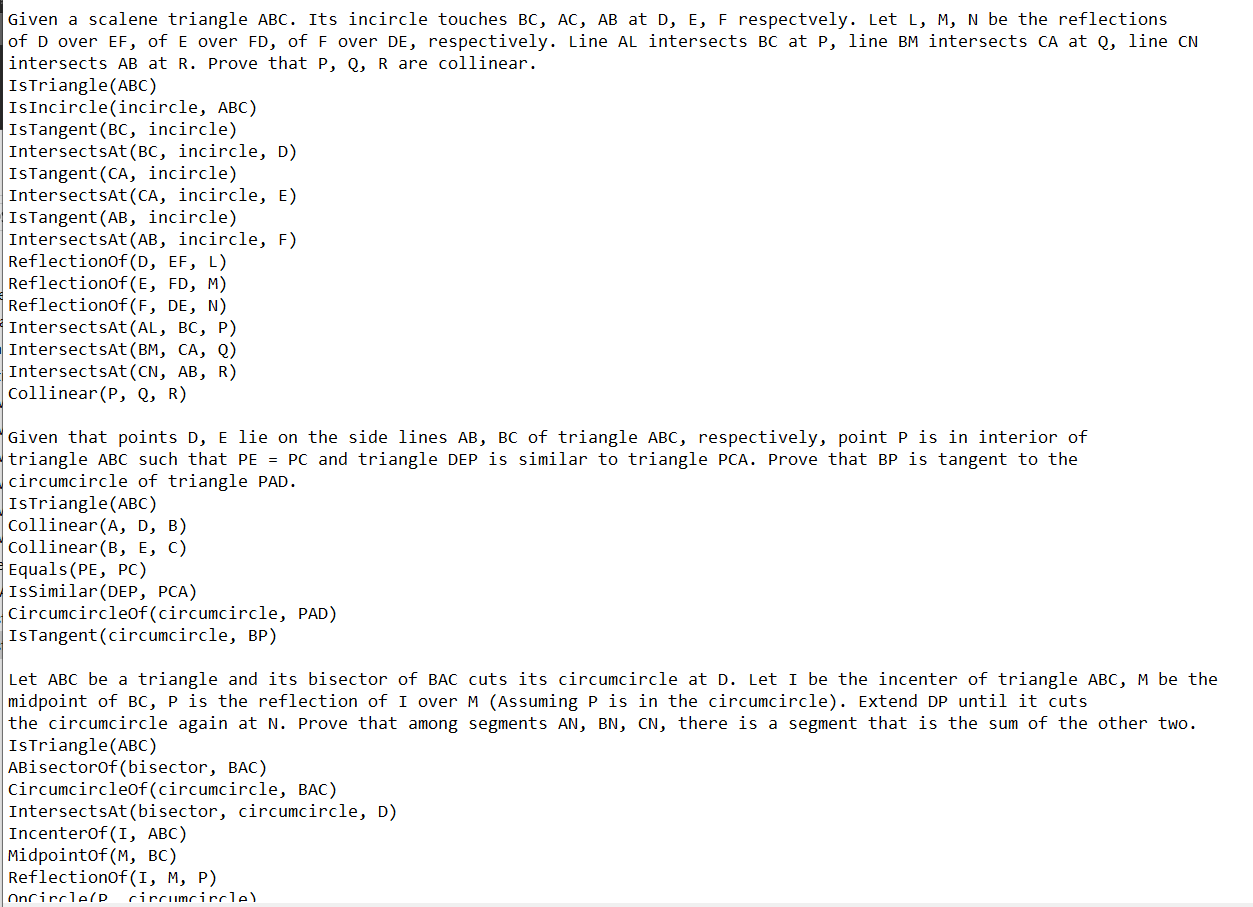 Given a scalene triangle ABC. Its incircle touches BC, AC, AB at D, E, F respectvely. Let L, M, N be the reflections
of D over EF, of E over FD, of F over DE, respectively. Line AL intersects BC at P, line BM intersects CA at Q, line CN
intersects AB at R. Prove that P, Q, R are collinear.
IsTriangle(ABC)
IsIncircle(incircle, ABC)
IsTangent(BC, incircle)
IntersectsAt(BC, incircle, D)
IsTangent(CA, incircle)
IntersectsAt(CA, incircle, E)
IsTangent(AB, incircle)
IntersectsAt(AB, incircle, F)
ReflectionOf(D, EF, L)
ReflectionOf(E, FD, M)
ReflectionOf(F, DE, N)
IntersectsAt(AL, BC, P)
IntersectsAt(BM, CA, Q)
IntersectsAt(CN, AB, R)
Collinear(P, Q, R)
Given that points D, E lie on the side lines AB, BC of triangle ABC, respectively, point P is in interior of
triangle ABC such that PE = PC and triangle DEP is similar to triangle PCA. Prove that BP is tangent to the
circumcircle of triangle PAD.
IsTriangle(ABC)
Collinear(A, D, B)
Collinear(B, E, C)
Equals(PE, PC)
IsSimilar(DEP, PCA)
CircumcircleOf(circumcircle, PAD)
IsTangent(circumcircle, BP)
Let ABC be a triangle and its bisector of BAC cuts its circumcircle at D. Let I be the incenter of triangle ABC, M be the
midpoint of BC, P is the reflection of I over M (Assuming P is in the circumcircle). Extend DP until it cuts
the circumcircle again at N. Prove that among segments AN, BN, CN, there is a segment that is the sum of the other two.
IsTriangle(ABC)
ABisectorOf(bisector, BAC)
CircumcircleOf(circumcircle, BAC)
IntersectsAt(bisector, circumcircle, D)
IncenterOf(I, ABC)
MidpointOf(M, BC)
ReflectionOf(I, M, P)
OnCircle(P, circumcircle)